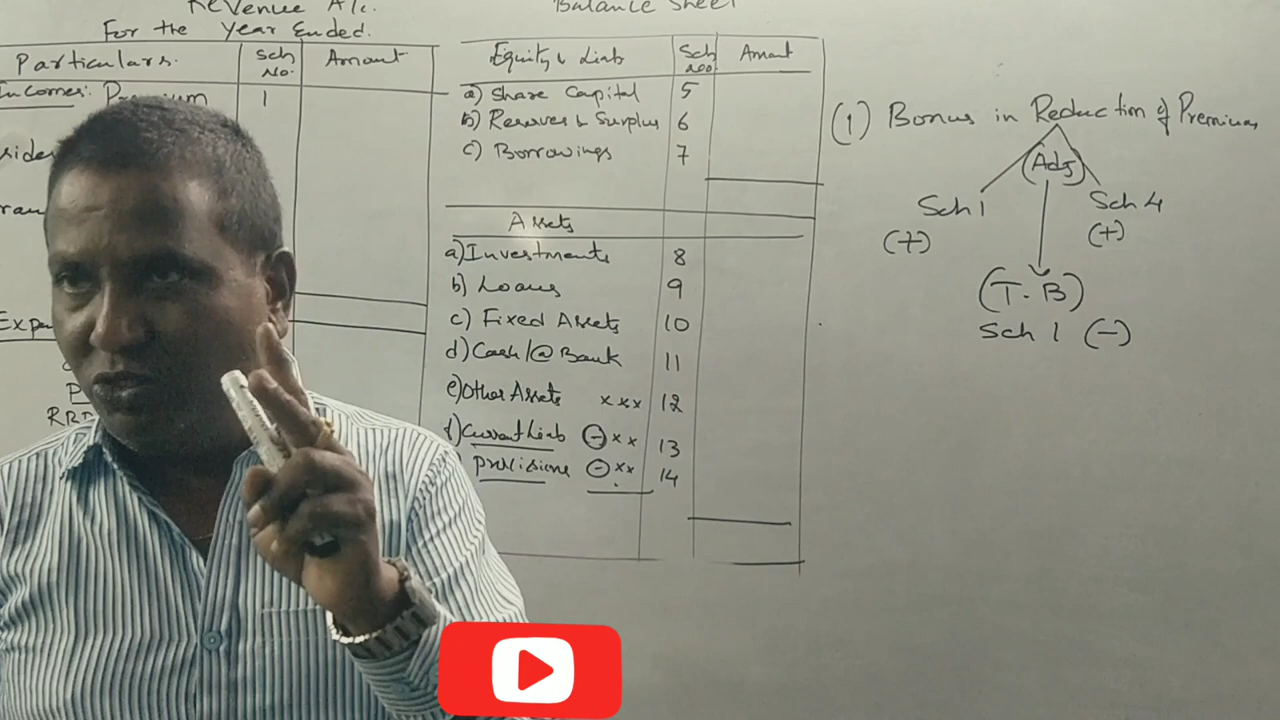 Revenue A/c.
For the Year Ended.
Particulars. Sch No. Amount
Incomes: Premium 1
Expen
P
Balance Sheet
Equity & Liab Sch no. Amount
a) Share Capital 5
b) Reserves & Surplus 6
c) Borrowings 7
Assets
a) Investments 8
b) Loans 9
c) Fixed Assets 10
d) Cash/@ Bank 11
e) Other Assets xxx 12
f) Current Liab ⊖ xx 13
Provisions ⊖ xx 14
(1) Bonus in Reduction of Premium
(Adj)
Sch 1 Sch 4
(+) (+)
(T.B)
Sch 1 (-)